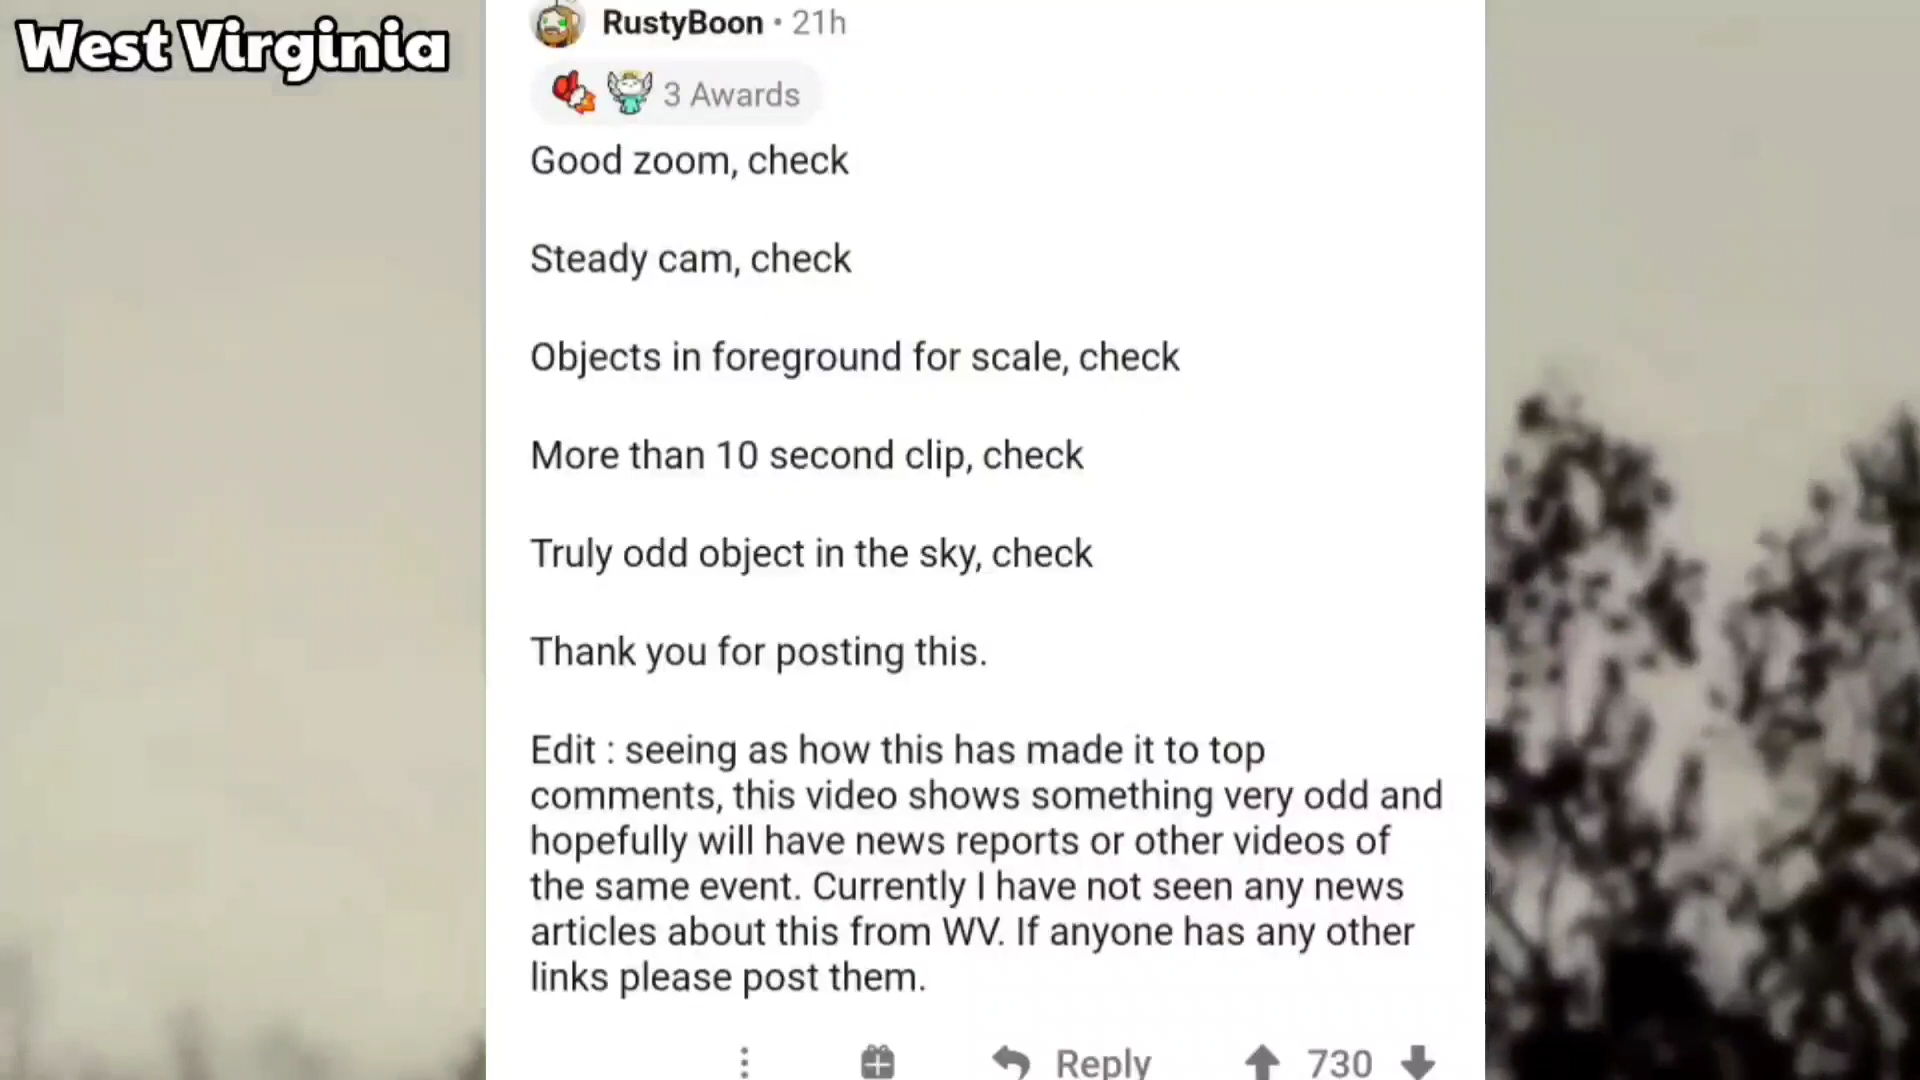 West Virginia
RustyBoon • 21h
3 Awards
Good zoom, check
Steady cam, check
Objects in foreground for scale, check
More than 10 second clip, check
Truly odd object in the sky, check
Thank you for posting this.
Edit : seeing as how this has made it to top
comments, this video shows something very odd and
hopefully will have news reports or other videos of
the same event. Currently I have not seen any news
articles about this from WV. If anyone has any other
links please post them.
Reply 730